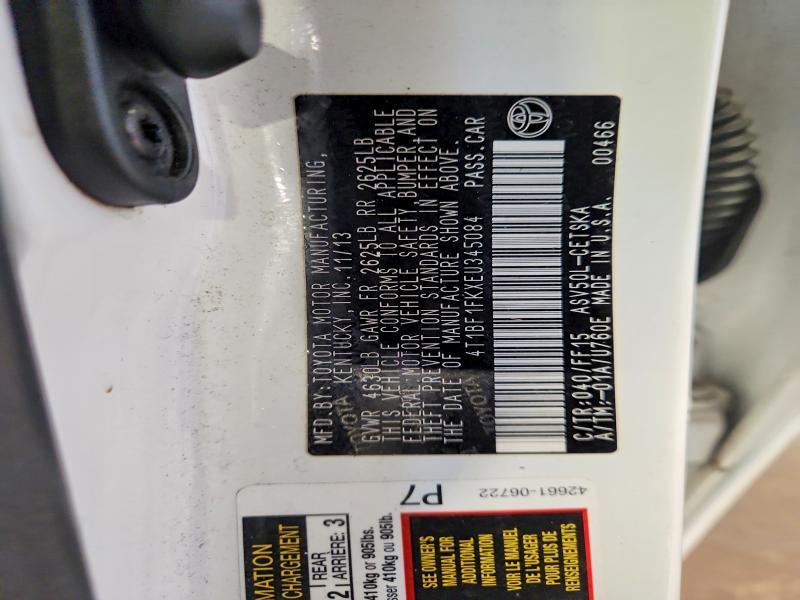 MFD.BY:TOYOTA MOTOR MANUFACTURING,
KENTUCKY, INC. 11/13
GVWR 4630LB GAWR FR 2625LB RR 2625LB
THIS VEHICLE CONFORMS TO ALL APPLICABLE
FEDERAL MOTOR VEHICLE SAFETY, BUMPER, AND
THEFT PREVENTION STANDARDS IN EFFECT ON
THE DATE OF MANUFACTURE SHOWN ABOVE.
4T1BF1FKXEU345084 PASS.CAR
C/TR:040/FF15 ASV50L-CETSKA
A/TM:-01A/U760E MADE IN U.S.A. 00466
TOYOTA
TOYOTA
P7
42661-06722
MATION
CHARGEMENT
REAR
2 ARRIÈRE: 3
410kg or 905lbs.
sser 410kg ou 905lb.
SEE OWNER'S
MANUAL FOR
ADDITIONAL
INFORMATION
VOIR LE MANUEL
DE L'USAGER
POUR PLUS DE
RENSEIGNEMENTS